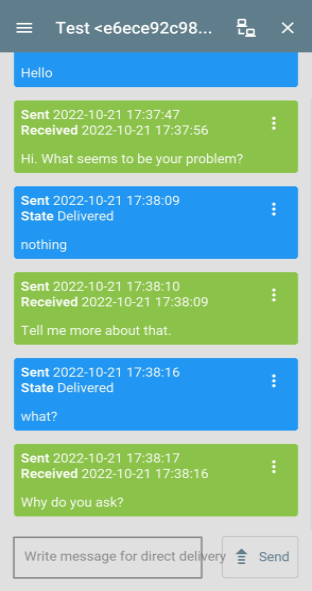 Test <e6ece92c98...
Hello
Sent 2022-10-21 17:37:47
Received 2022-10-21 17:37:56
Hi. What seems to be your problem?
Sent 2022-10-21 17:38:09
State Delivered
nothing
Sent 2022-10-21 17:38:10
Received 2022-10-21 17:38:09
Tell me more about that.
Sent 2022-10-21 17:38:16
State Delivered
what?
Sent 2022-10-21 17:38:17
Received 2022-10-21 17:38:16
Why do you ask?
Write message for direct delivery
Send